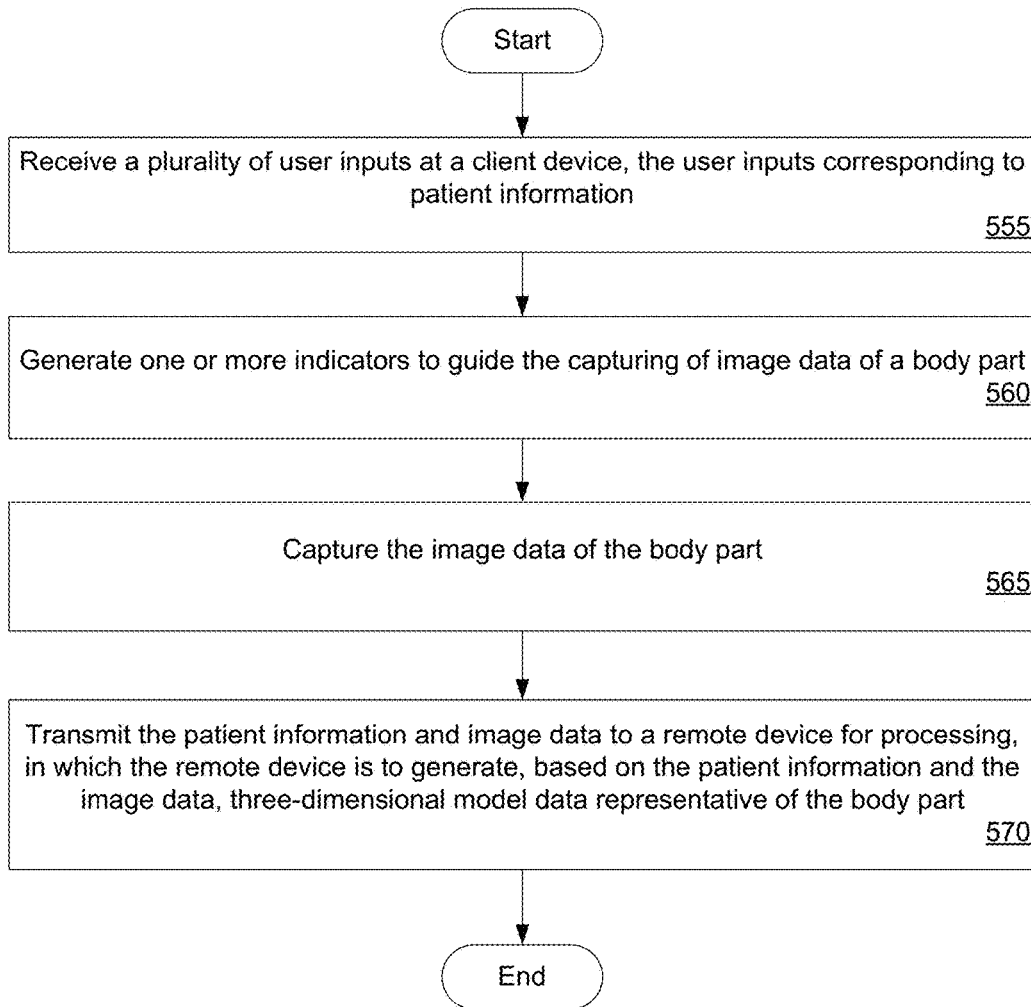 Start
Receive a plurality of user inputs at a client device, the user inputs corresponding to
patient information
555
Generate one or more indicators to guide the capturing of image data of a body part
560
Capture the image data of the body part
565
Transmit the patient information and image data to a remote device for processing,
in which the remote device is to generate, based on the patient information and the
image data, three-dimensional model data representative of the body part
570
End